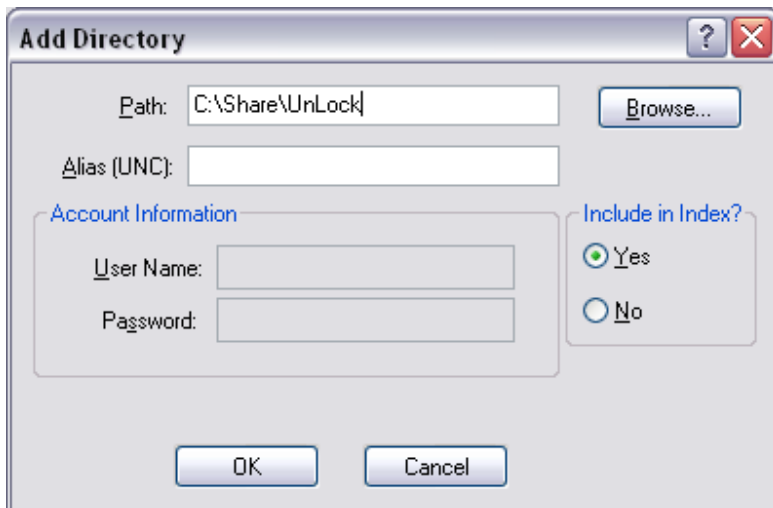 Add Directory
Path: C:\Share\UnLock Browse...
Alias (UNC):
Account Information Include in Index?
User Name: Yes
Password: No
OK Cancel